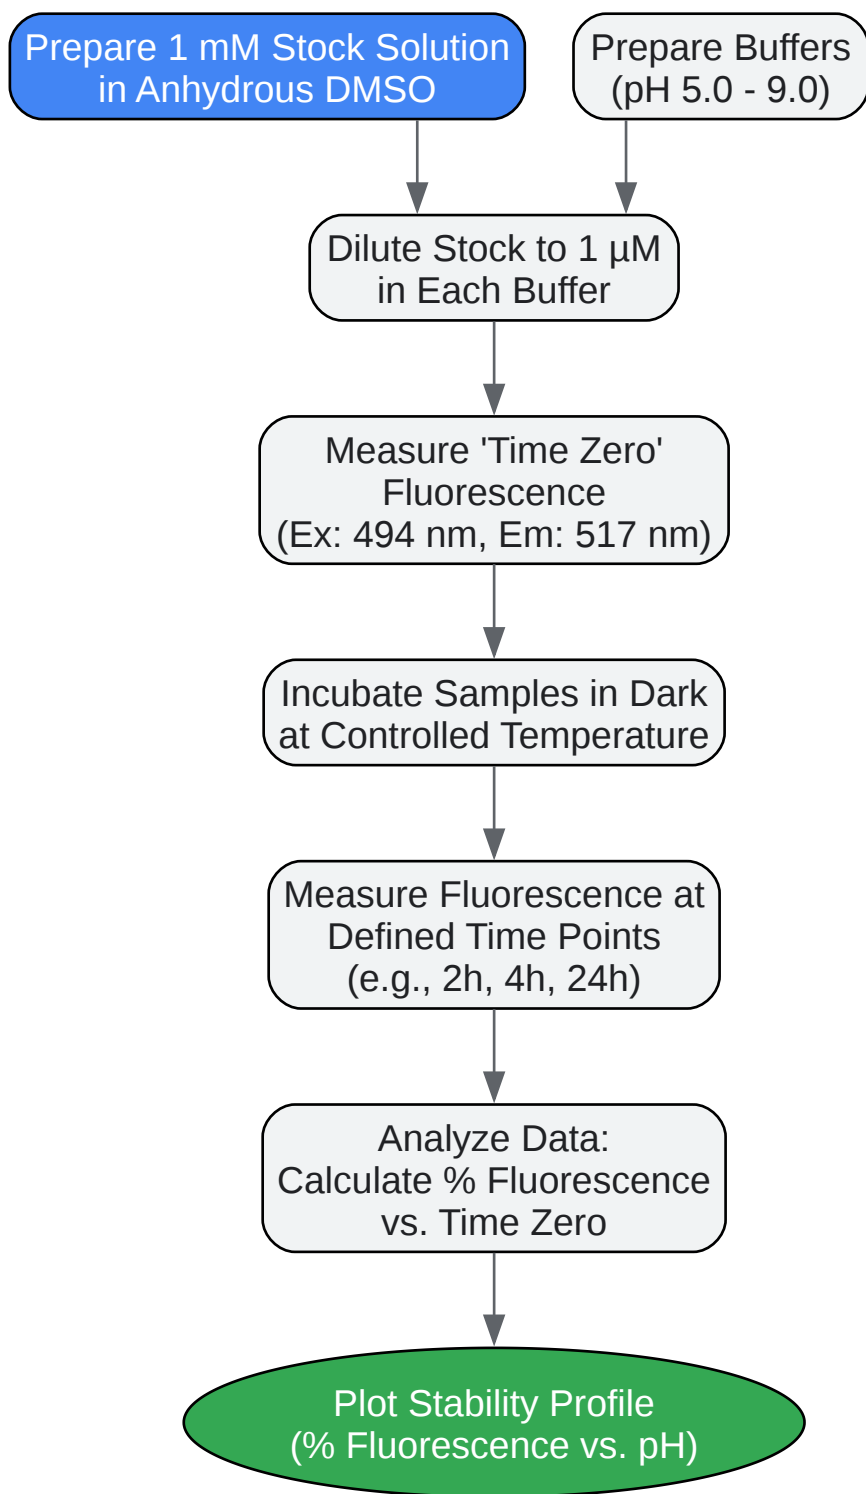 Prepare 1 mM Stock Solution
in Anhydrous DMSO
Prepare Buffers
(pH 5.0 - 9.0)
Dilute Stock to 1 µM
in Each Buffer
Measure 'Time Zero'
Fluorescence
(Ex: 494 nm, Em: 517 nm)
Incubate Samples in Dark
at Controlled Temperature
Measure Fluorescence at
Defined Time Points
(e.g., 2h, 4h, 24h)
Analyze Data:
Calculate % Fluorescence
vs. Time Zero
Plot Stability Profile
(% Fluorescence vs. pH)